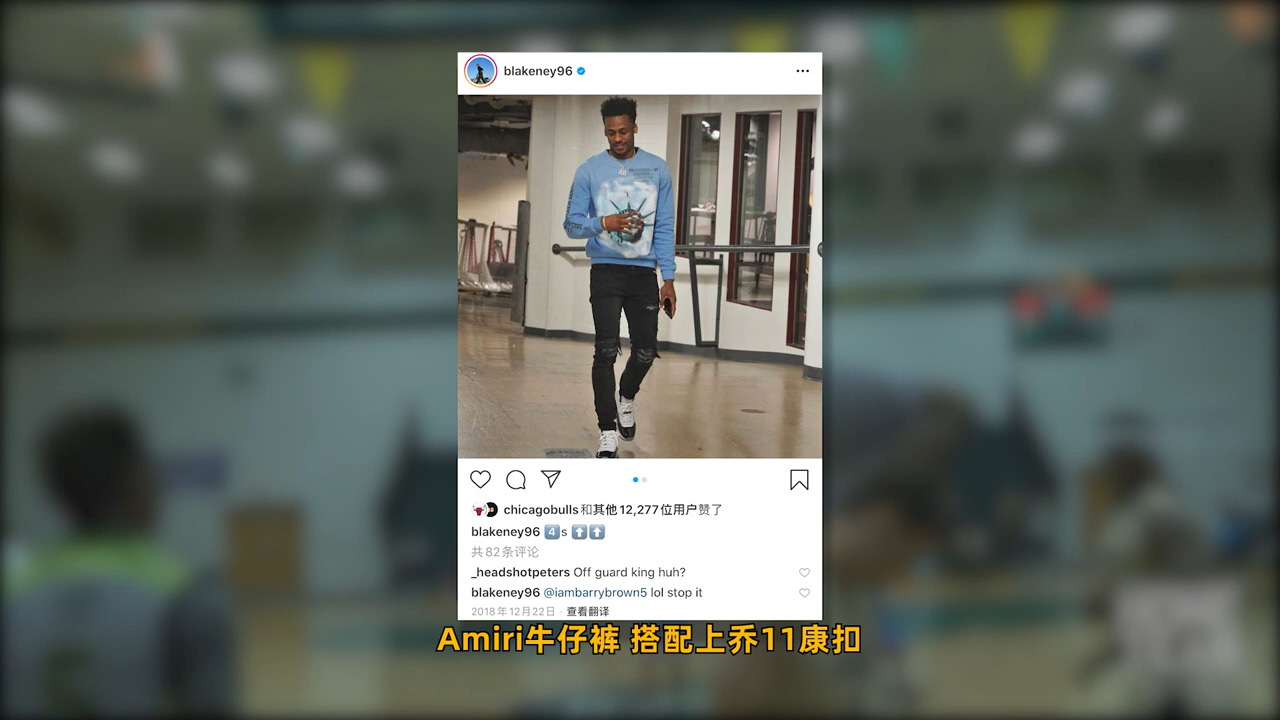 blakeney96
chicagobulls和其他12,277位用户赞了
blakeney96 4️⃣s ⬆️⬆️
共82条评论
_headshotpeters Off guard king huh?
blakeney96 @iambarrybrown5 lol stop it
2018年12月22日 · 查看翻译
Amiri牛仔裤 搭配上乔11康扣